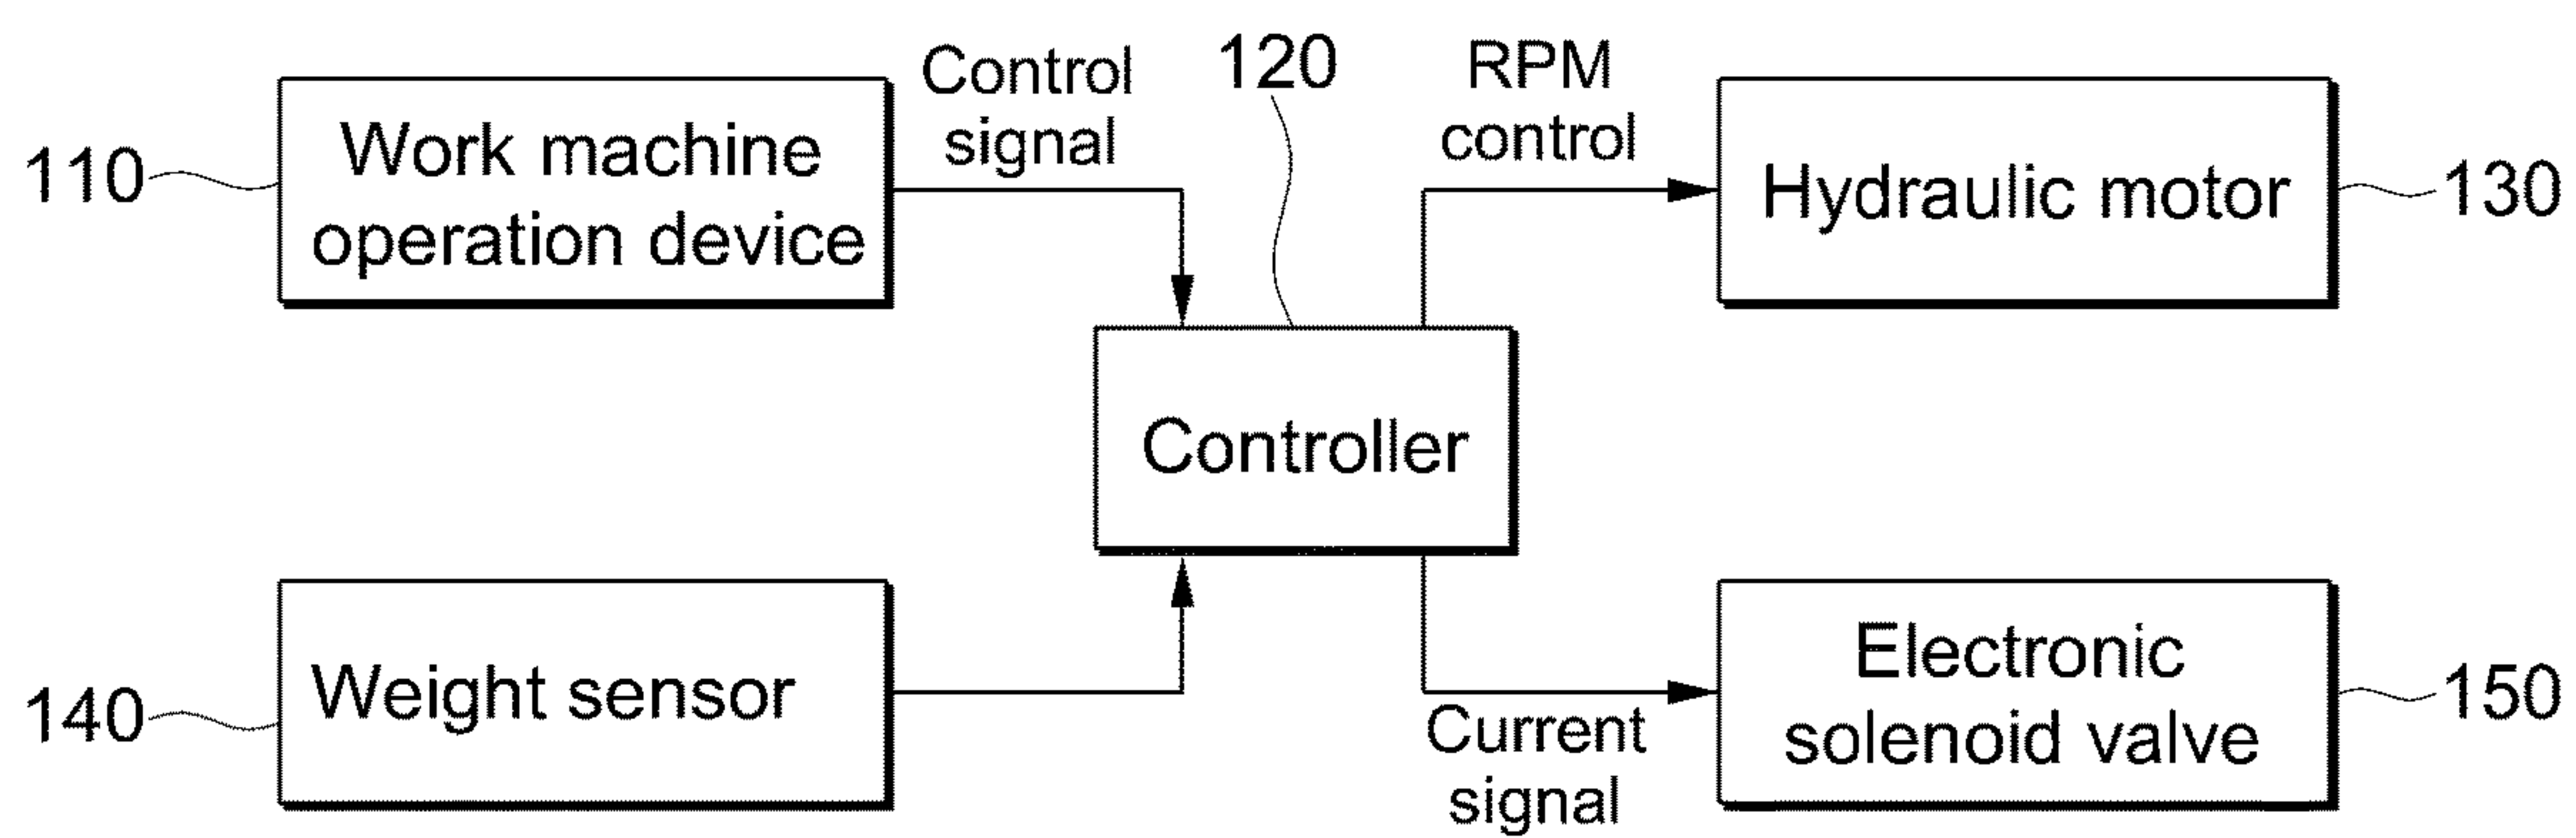 110
Work machine
operation device
Control
signal
120
RPM
control
Hydraulic motor
130
Controller
140
Weight sensor
Current
signal
Electronic
solenoid valve
150